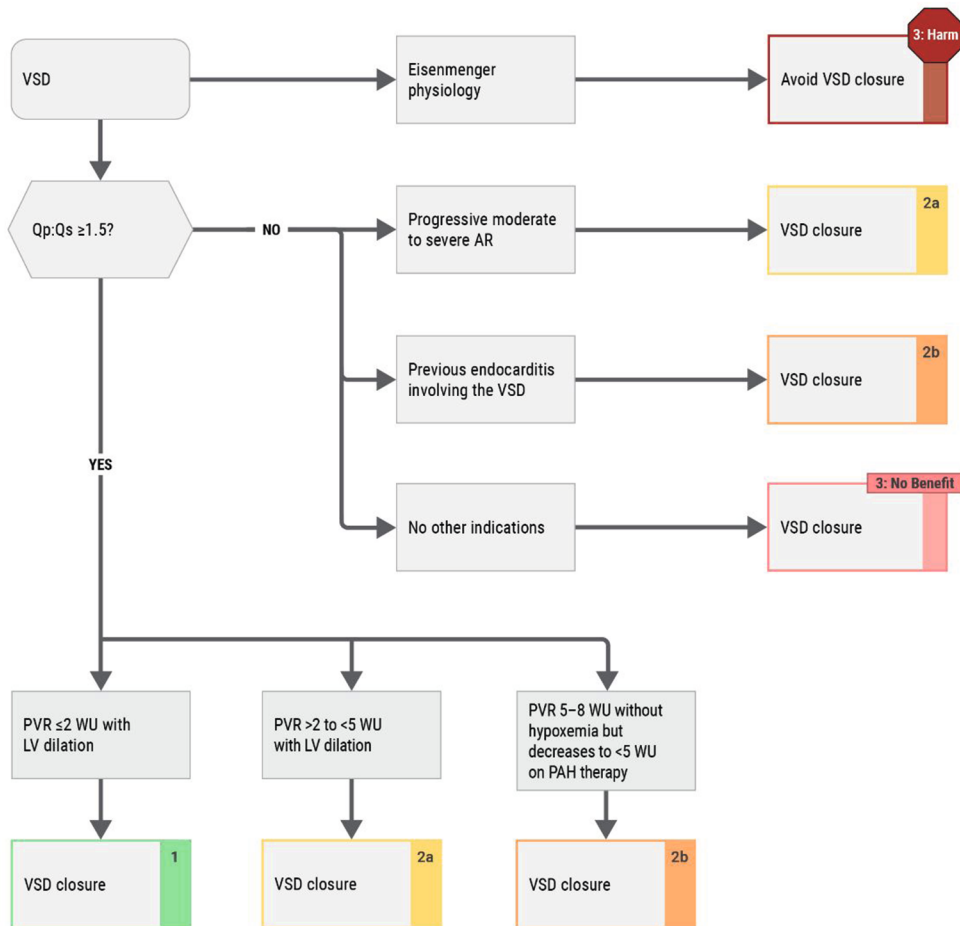 VSD
Eisenmenger
physiology
3: Harm
Avoid VSD closure
Qp:Qs ≥1.5?
NO
Progressive moderate
to severe AR
2a
VSD closure
Previous endocarditis
involving the VSD
2b
VSD closure
YES
No other indications
3: No Benefit
VSD closure
PVR ≤2 WU with
LV dilation
PVR >2 to <5 WU
with LV dilation
PVR 5–8 WU without
hypoxemia but
decreases to <5 WU
on PAH therapy
1
VSD closure
2a
VSD closure
2b
VSD closure